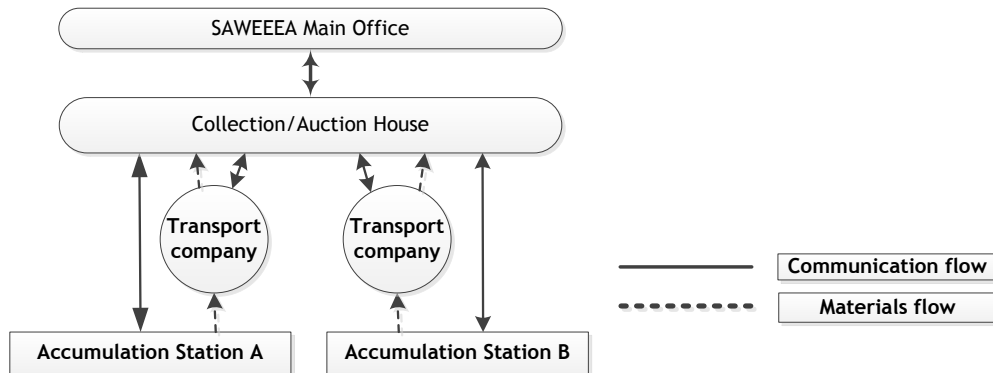 SAWEEEA Main Office
Collection/Auction House
Transport
company
Transport
company
Communication flow
Materials flow
Accumulation Station A
Accumulation Station B